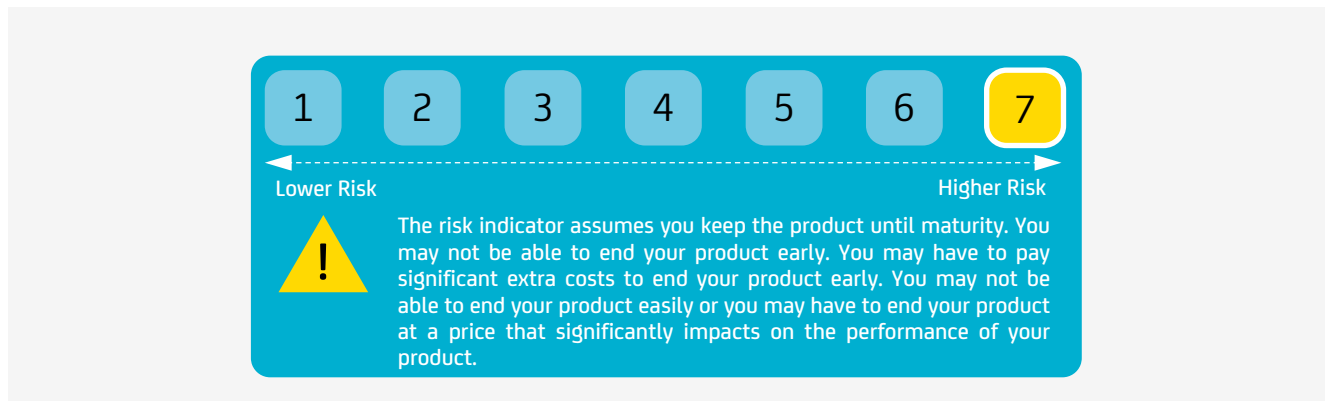 1 2 3 4 5 6 7
Lower Risk Higher Risk
The risk indicator assumes you keep the product until maturity. You
may not be able to end your product early. You may have to pay
significant extra costs to end your product early. You may not be
able to end your product easily or you may have to end your product
at a price that significantly impacts on the performance of your
product.
!